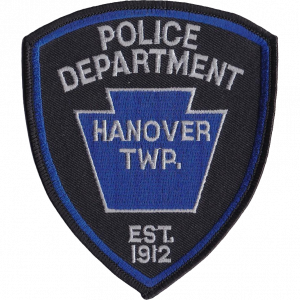 POLICE
DEPARTMENT
HANOVER
TWP.
EST.
1912